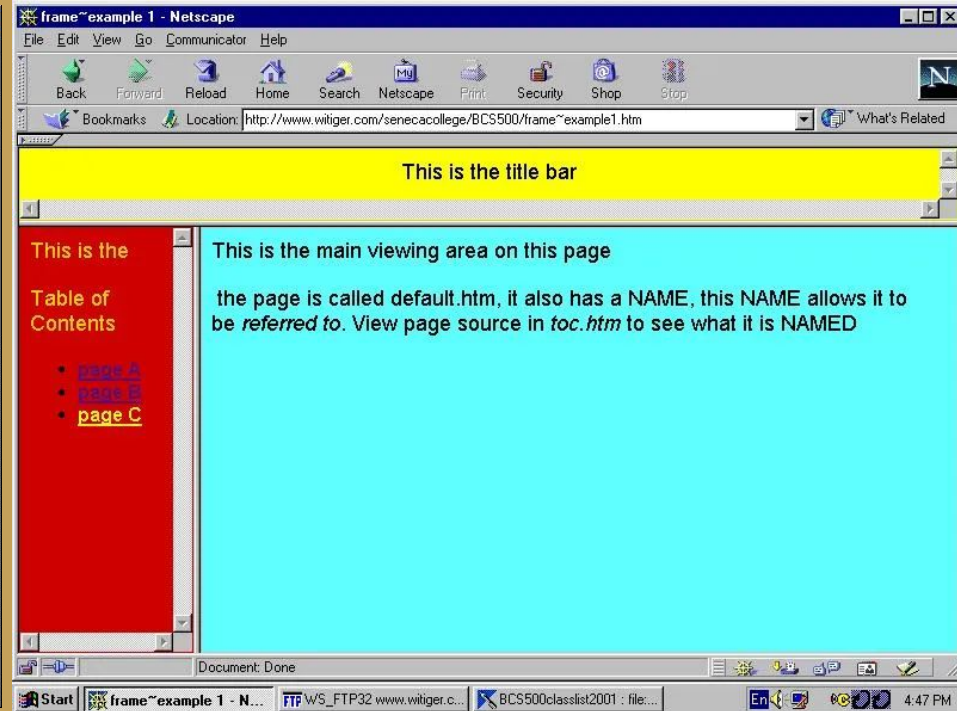 frame~example 1 - Netscape
File Edit View Go Communicator Help
Back Forward Reload Home Search Netscape Print Security Shop Stop
My
N
Bookmarks Location: http://www.witiger.com/senecacollege/BCS500/frame~example1.htm What's Related
This is the title bar
This is the
Table of
Contents
page A
page B
page C
This is the main viewing area on this page
the page is called default.htm, it also has a NAME, this NAME allows it to
be referred to. View page source in toc.htm to see what it is NAMED
Document: Done
Start frame~example 1 - N... FTP WS_FTP32 www.witiger.c... BCS500classlist2001 : file:... En 4:47 PM